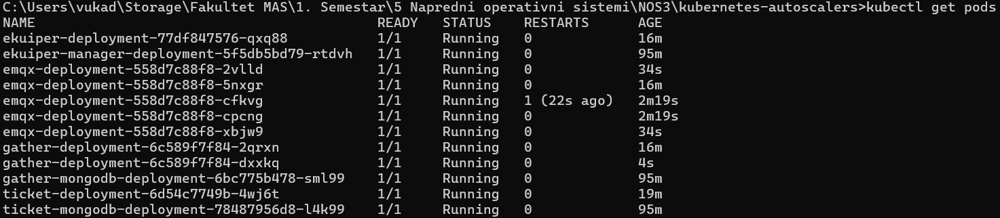 C:\Users\vukad\Storage\Fakultet MAS\1. Semestar\5 Napredni operativni sistemi\NOS3\kubernetes-autoscalers>kubectl get pods
NAME READY STATUS RESTARTS AGE
ekuiper-deployment-77df847576-qxq88 1/1 Running 0 16m
ekuiper-manager-deployment-5f5db5bd79-rtdvh 1/1 Running 0 95m
emqx-deployment-558d7c88f8-2vlld 1/1 Running 0 34s
emqx-deployment-558d7c88f8-5nxgr 1/1 Running 0 16m
emqx-deployment-558d7c88f8-cfkvg 1/1 Running 1 (22s ago) 2m19s
emqx-deployment-558d7c88f8-cpcng 1/1 Running 0 2m19s
emqx-deployment-558d7c88f8-xbjw9 1/1 Running 0 34s
gather-deployment-6c589f7f84-2qrxn 1/1 Running 0 16m
gather-deployment-6c589f7f84-dxxkq 1/1 Running 0 4s
gather-mongodb-deployment-6bc775b478-sml99 1/1 Running 0 95m
ticket-deployment-6d54c7749b-4wj6t 1/1 Running 0 19m
ticket-mongodb-deployment-78487956d8-l4k99 1/1 Running 0 95m